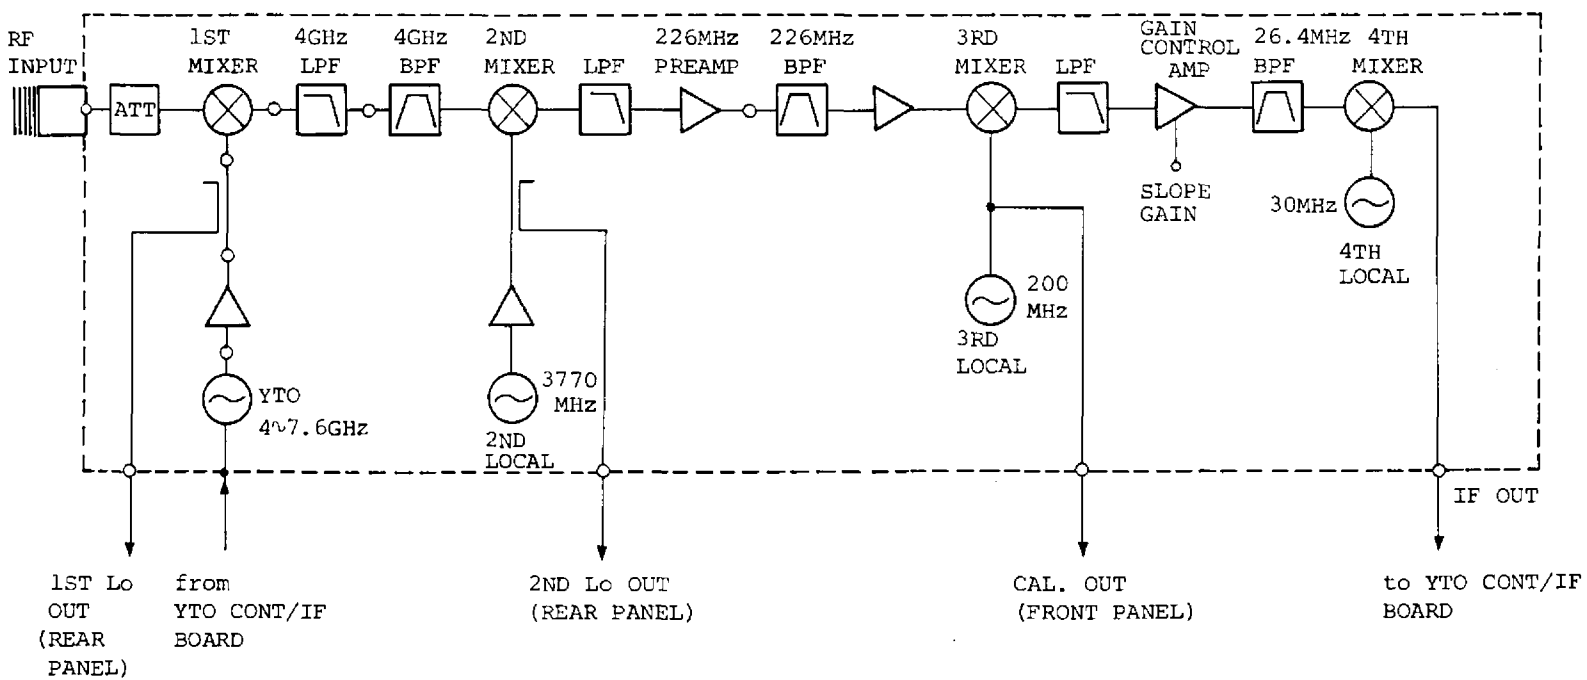 RF
INPUT
ATT
1ST
MIXER
4GHz
LPF
4GHz
BPF
2ND
MIXER
LPF
226MHz
PREAMP
226MHz
BPF
3RD
MIXER
LPF
GAIN
CONTROL
AMP
26.4MHz
BPF
4TH
MIXER
SLOPE
GAIN
30MHz
4TH
LOCAL
200
MHz
3RD
LOCAL
YTO
4~7.6GHz
3770
MHz
2ND
LOCAL
IF OUT
1ST Lo
OUT
(REAR
PANEL)
from
YTO CONT/IF
BOARD
2ND Lo OUT
(REAR PANEL)
CAL. OUT
(FRONT PANEL)
to YTO CONT/IF
BOARD